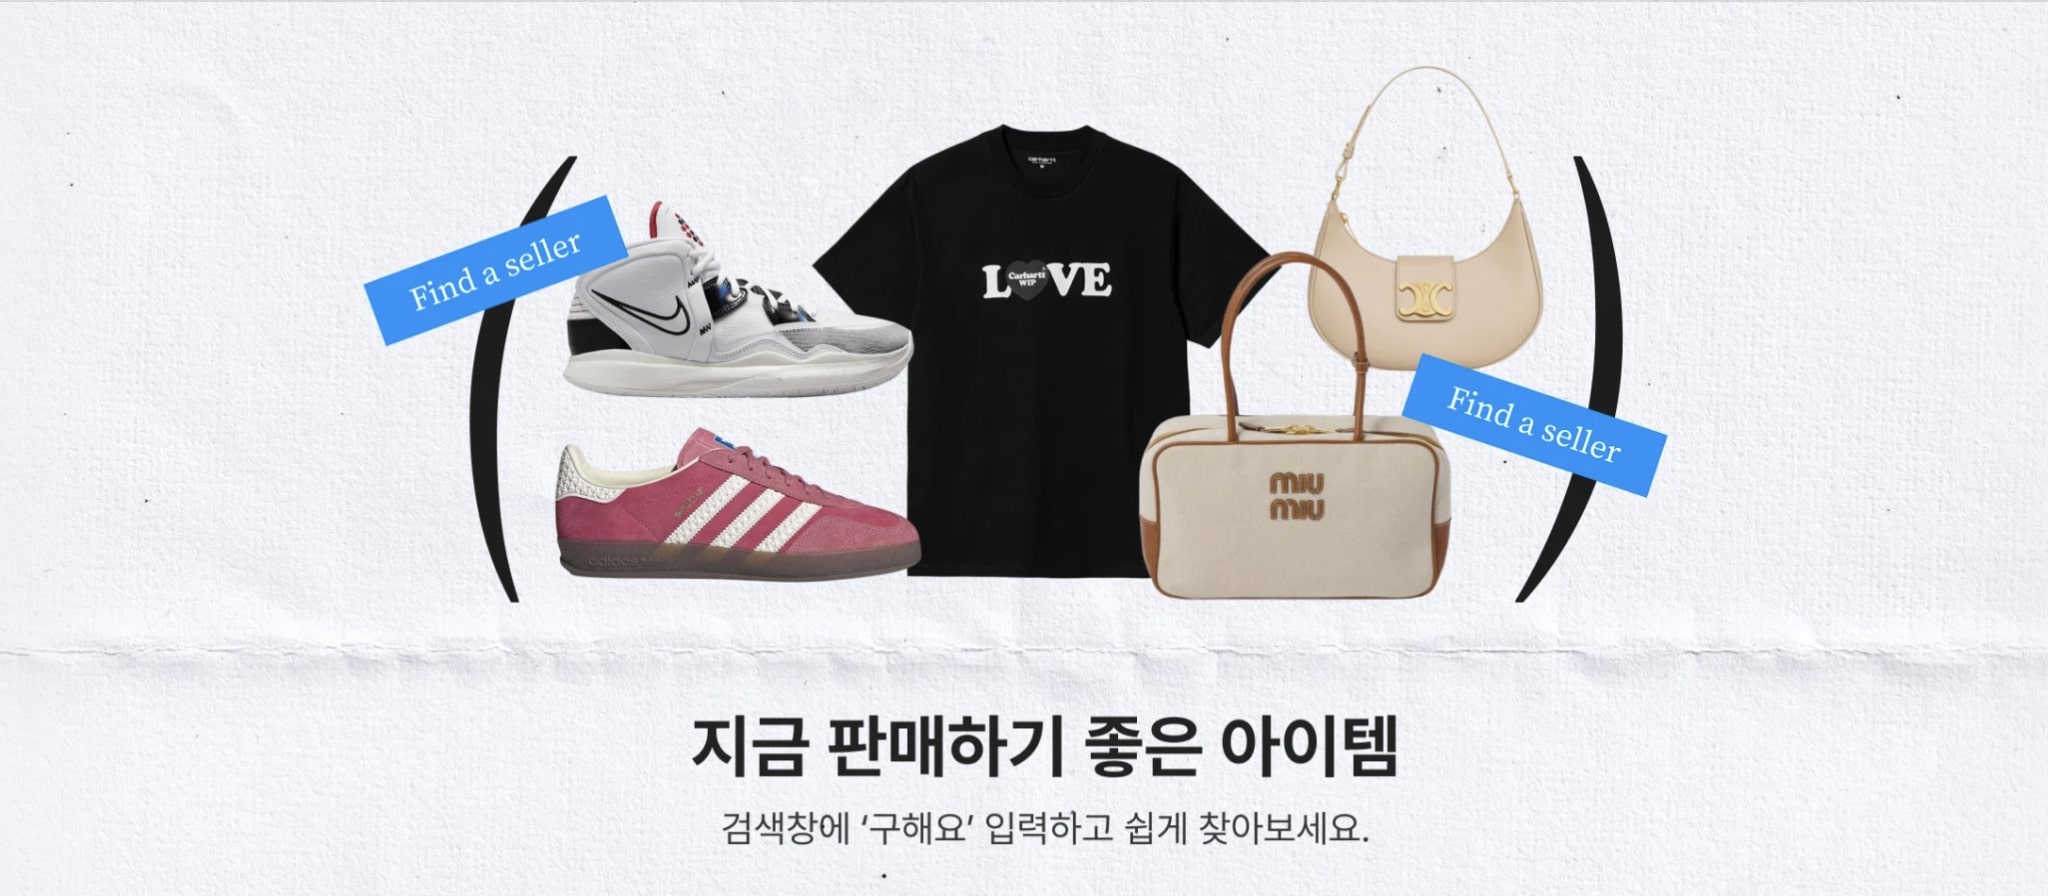 Find a seller
carhartt
LOVE
Carhartt
WIP
Find a seller
miu
miu
adidas
지금 판매하기 좋은 아이템
검색창에 ‘구해요’ 입력하고 쉽게 찾아보세요.